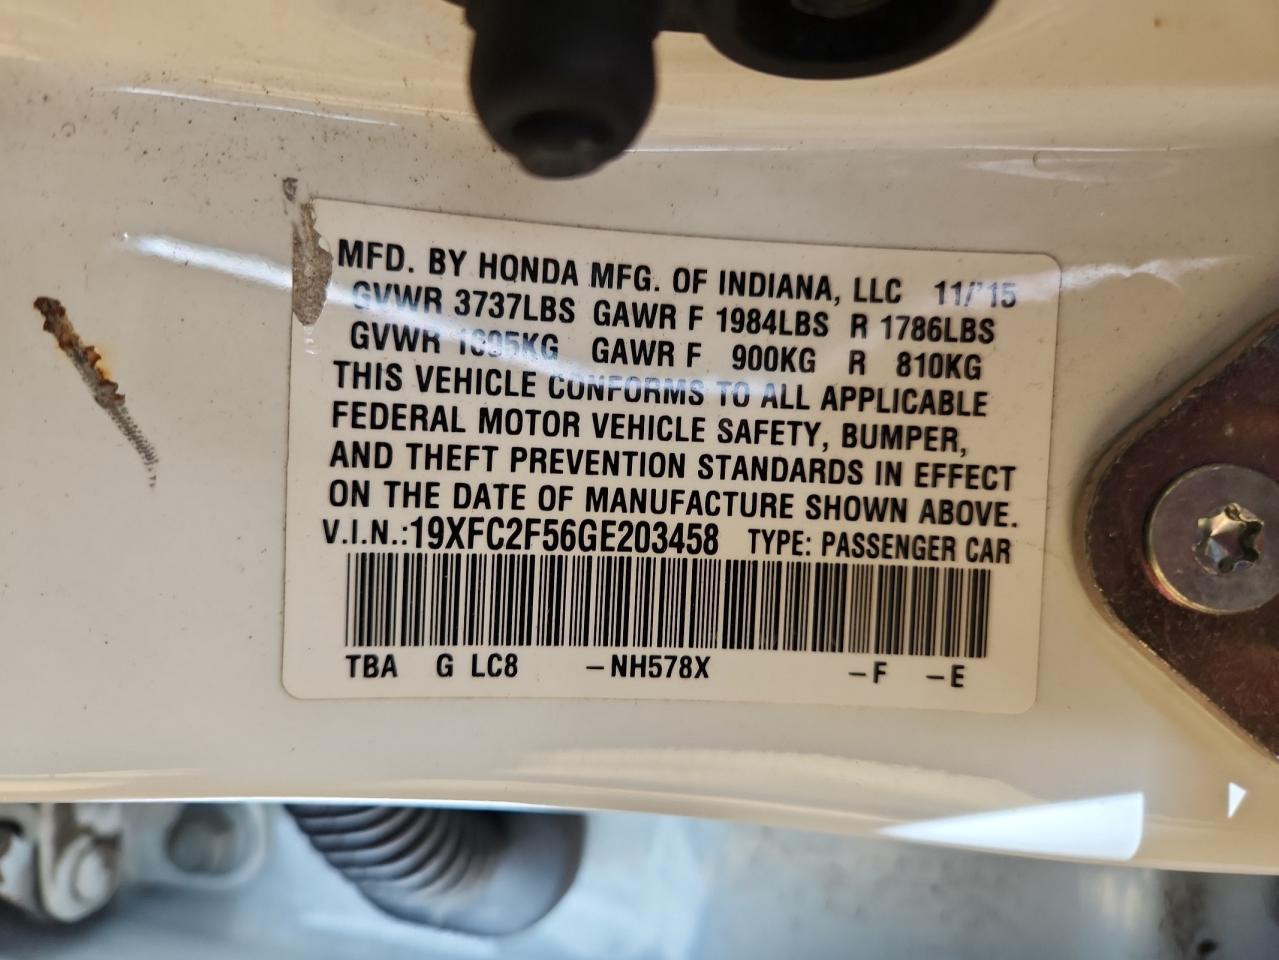 MFD. BY HONDA MFG. OF INDIANA, LLC 11/'15
GVWR 3737LBS GAWR F 1984LBS R 1786LBS
GVWR 1695KG GAWR F 900KG R 810KG
THIS VEHICLE CONFORMS TO ALL APPLICABLE
FEDERAL MOTOR VEHICLE SAFETY, BUMPER,
AND THEFT PREVENTION STANDARDS IN EFFECT
ON THE DATE OF MANUFACTURE SHOWN ABOVE.
V.I.N.:19XFC2F56GE203458 TYPE: PASSENGER CAR
TBA G LC8 –NH578X –F –E